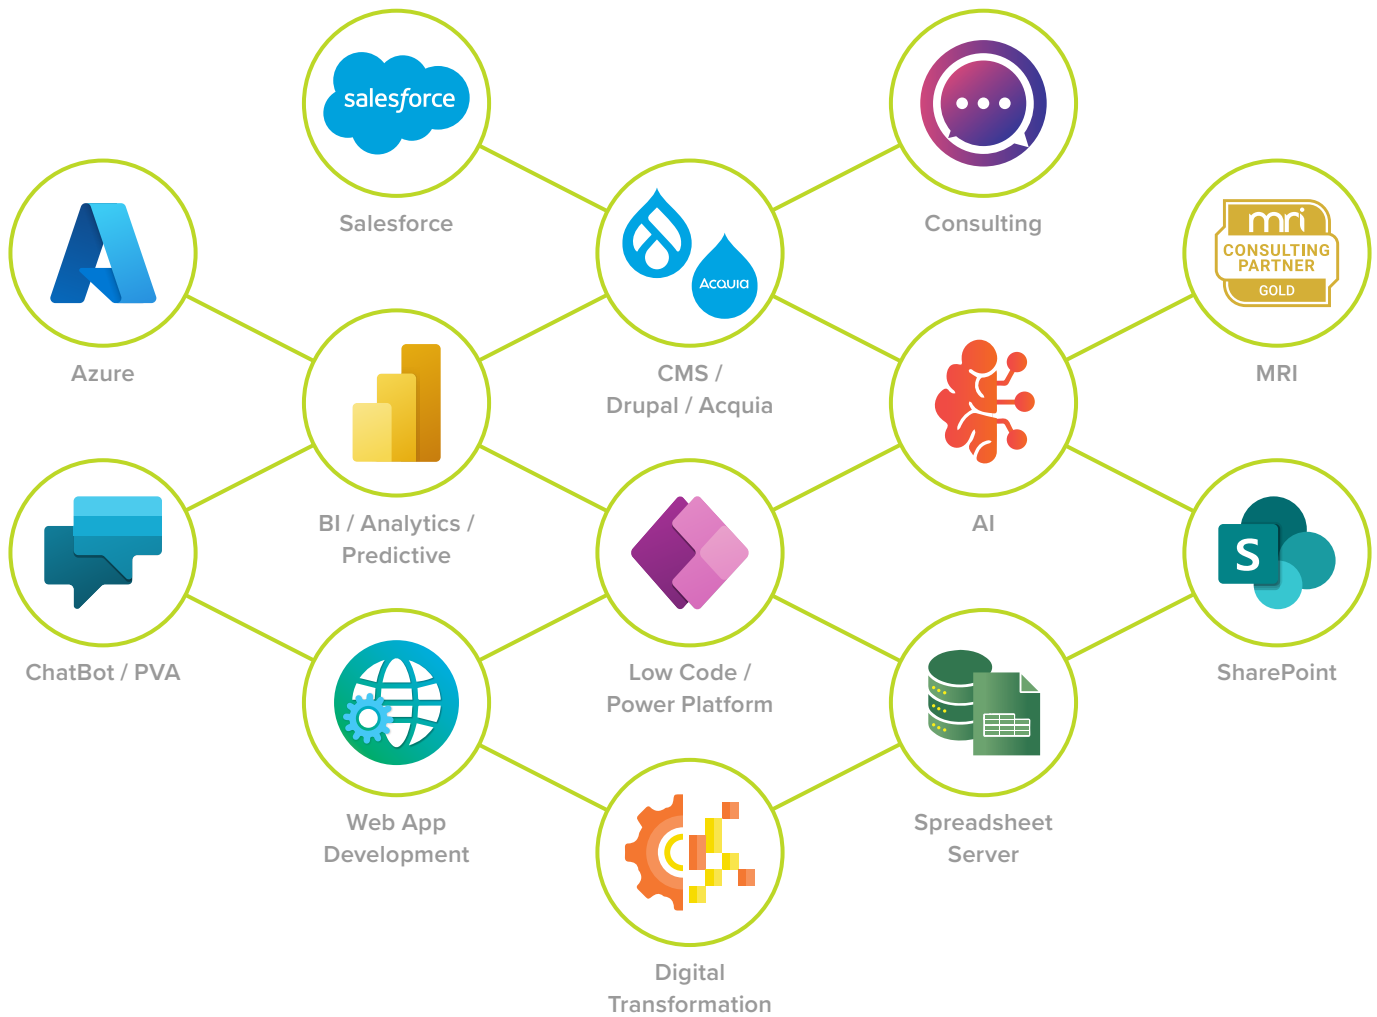 salesforce
Salesforce
Consulting
Azure
Acquia
CMS /
Drupal / Acquia
mri
CONSULTING
PARTNER
GOLD
MRI
BI / Analytics /
Predictive
AI
ChatBot / PVA
Low Code /
Power Platform
S
SharePoint
Web App
Development
Spreadsheet
Server
Digital
Transformation